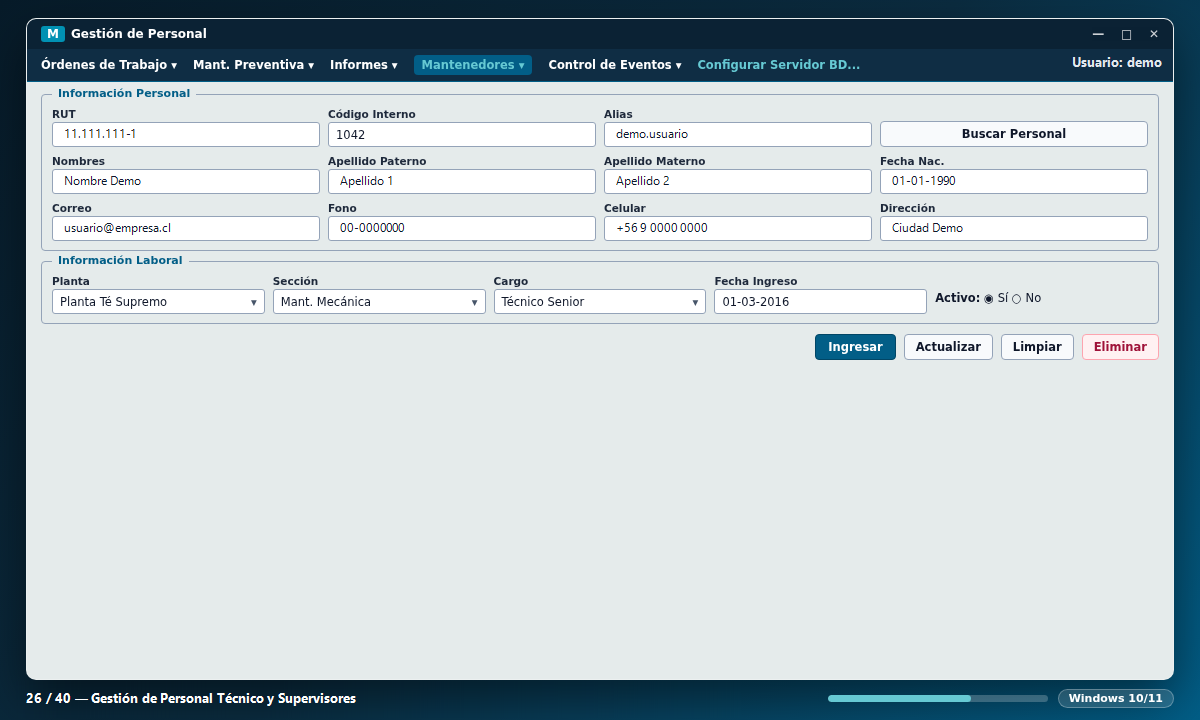 M Gestión de Personal — □ ✕
Órdenes de Trabajo ▾ Mant. Preventiva ▾ Informes ▾ Mantenedores ▾ Control de Eventos ▾ Configurar Servidor BD... Usuario: demo
Información Personal
RUT Código Interno Alias
11.111.111-1 1042 demo.usuario Buscar Personal
Nombres Apellido Paterno Apellido Materno Fecha Nac.
Nombre Demo Apellido 1 Apellido 2 01-01-1990
Correo Fono Celular Dirección
usuario@empresa.cl 00-0000000 +56 9 0000 0000 Ciudad Demo
Información Laboral
Planta Sección Cargo Fecha Ingreso
Planta Té Supremo ▾ Mant. Mecánica ▾ Técnico Senior ▾ 01-03-2016 Activo: ◉ Sí ○ No
Ingresar Actualizar Limpiar Eliminar
26 / 40 — Gestión de Personal Técnico y Supervisores Windows 10/11